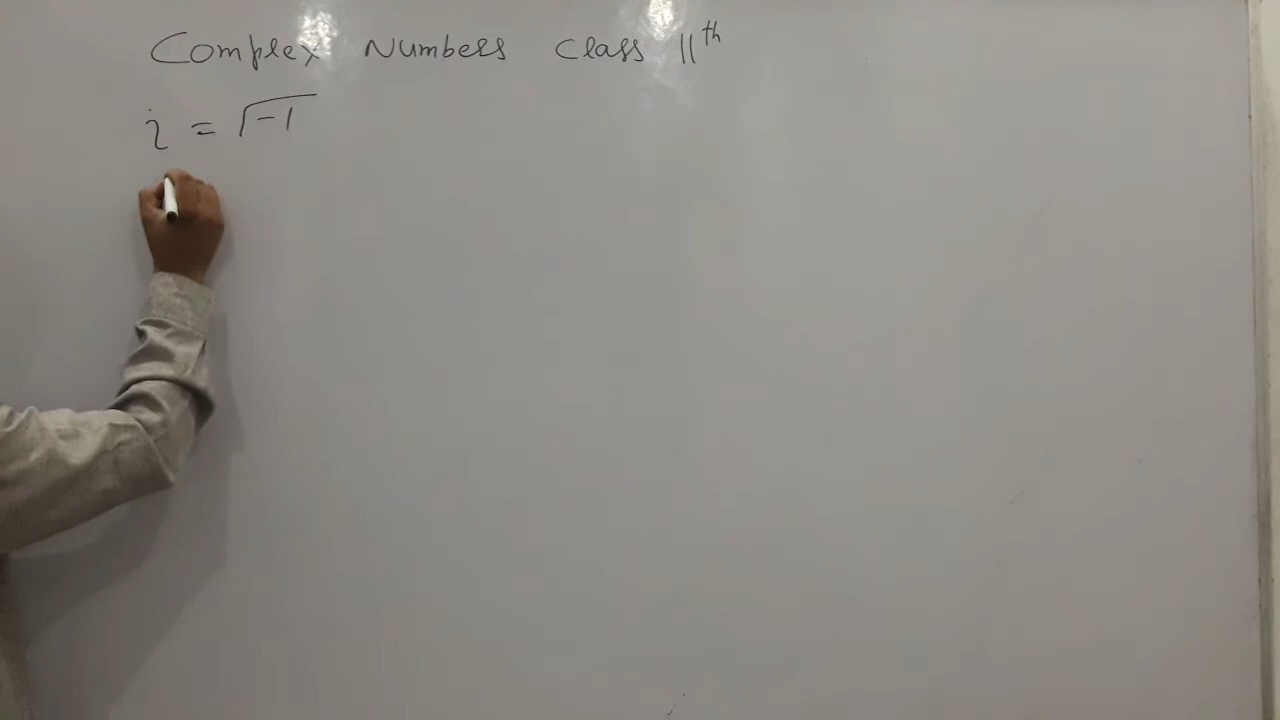 Complex Numbers Class 11th
i = √-1